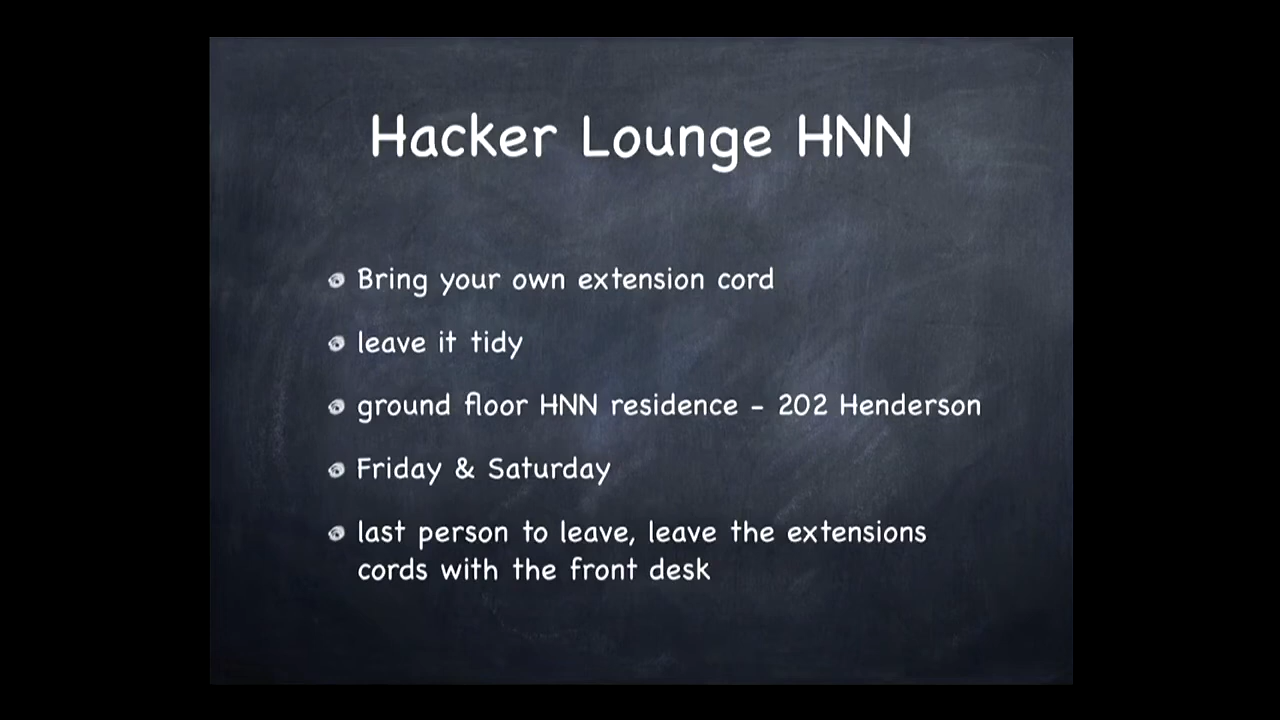 Hacker Lounge HNN
Bring your own extension cord
leave it tidy
ground floor HNN residence - 202 Henderson
Friday & Saturday
last person to leave, leave the extensions
cords with the front desk